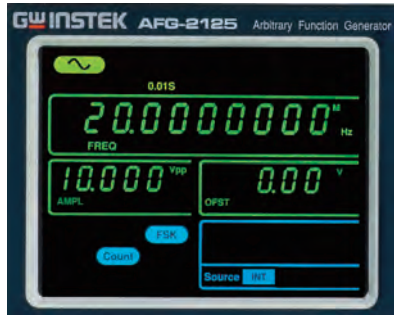 GWINSTEK AFG-2125 Arbitrary Function Generator
0.01S
20.0000000 M Hz
FREQ
10.000 Vpp 0.00 V
AMPL OFST
FSK
Count
Source INT